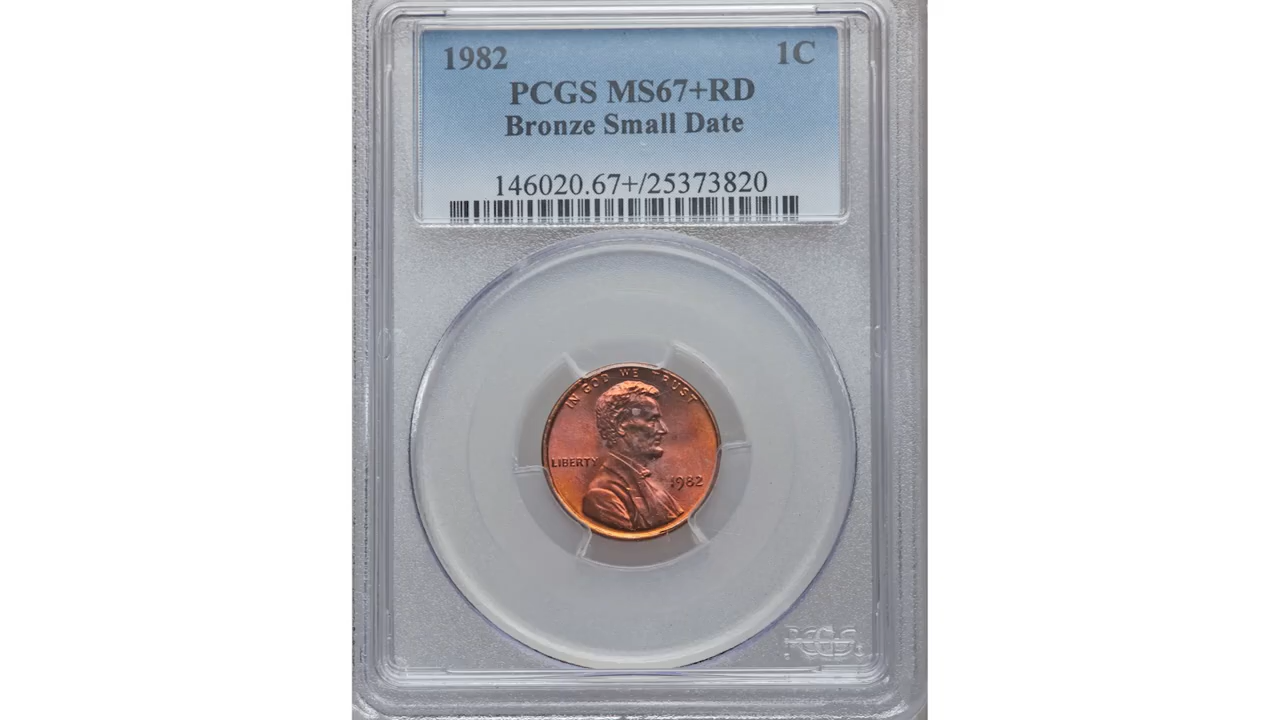 1982 1C
PCGS MS67+RD
Bronze Small Date
146020.67+/25373820
IN GOD WE TRUST
LIBERTY
1982
PCGS